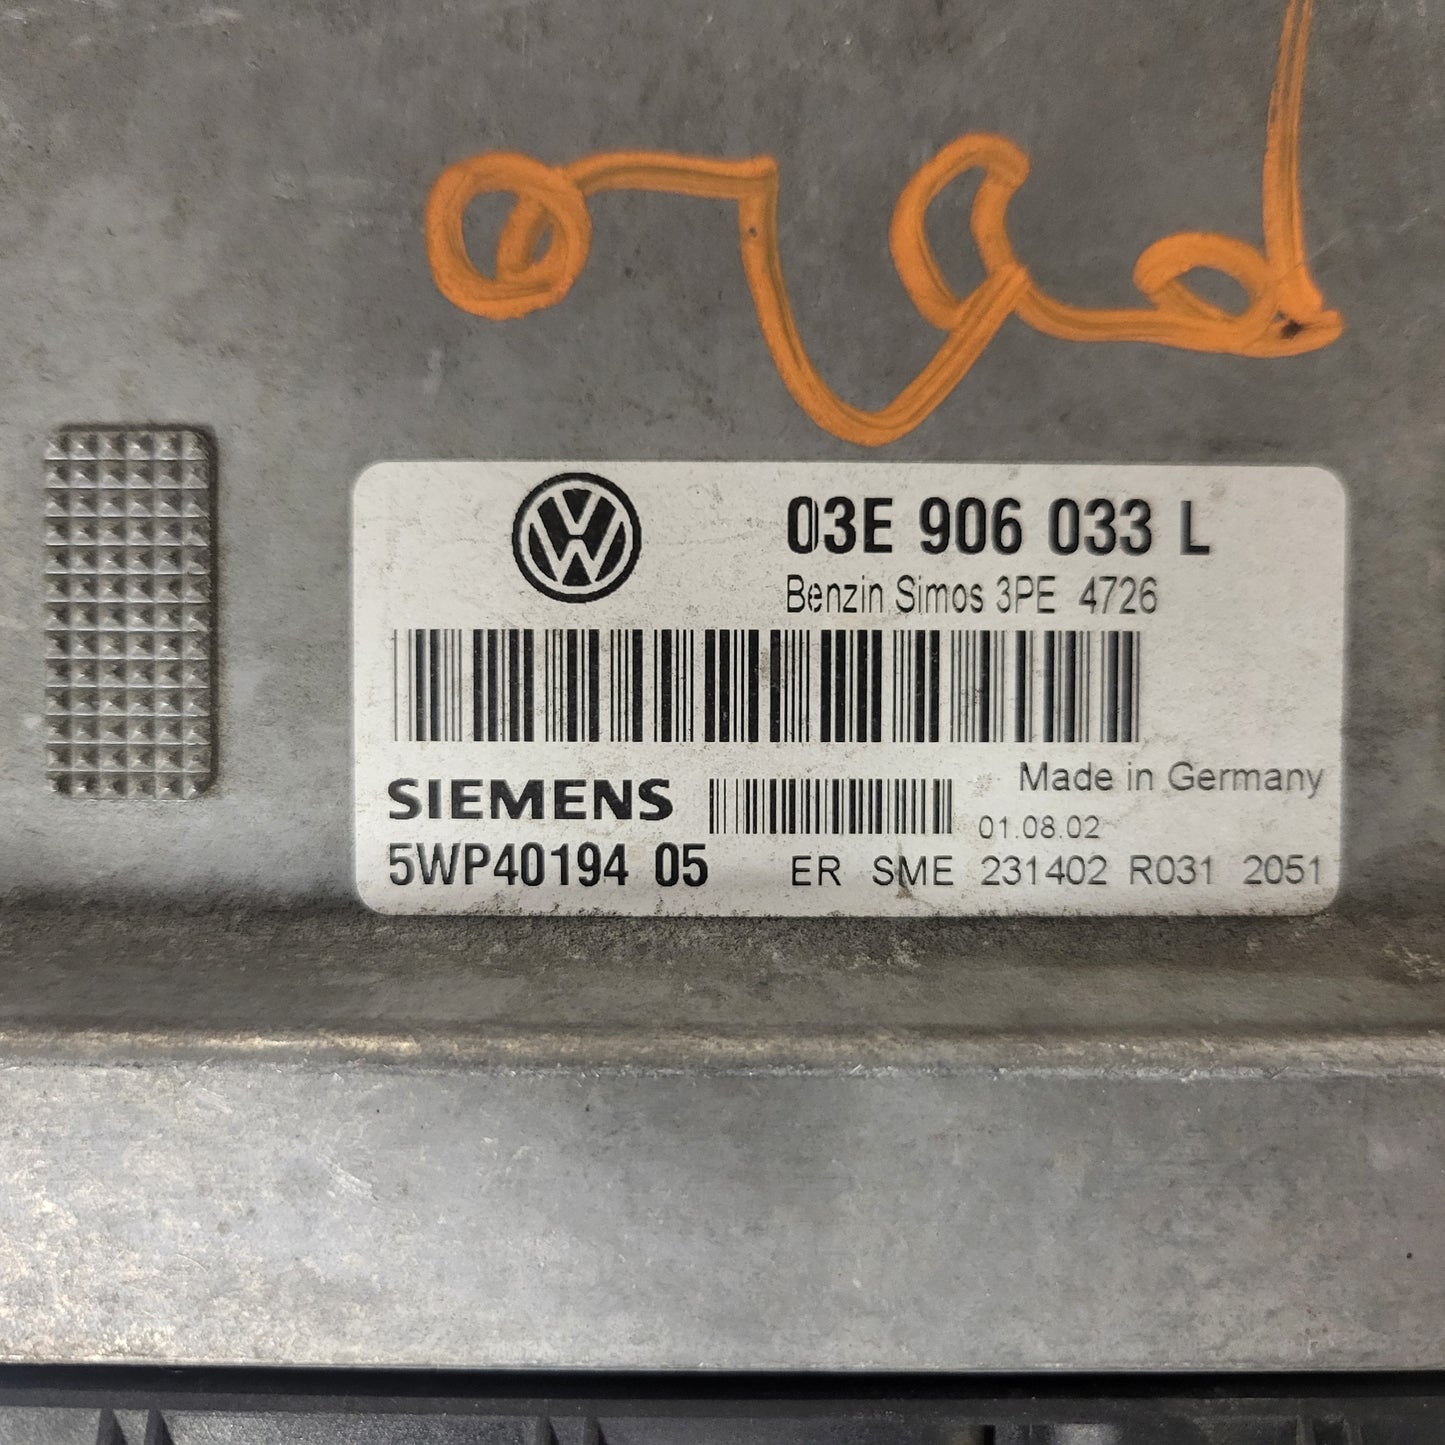 03E 906 033 L
Benzin Simos 3PE 4726
Made in Germany
SIEMENS
01.08.02
5WP40194 05 ER SME 231402 R031 2051